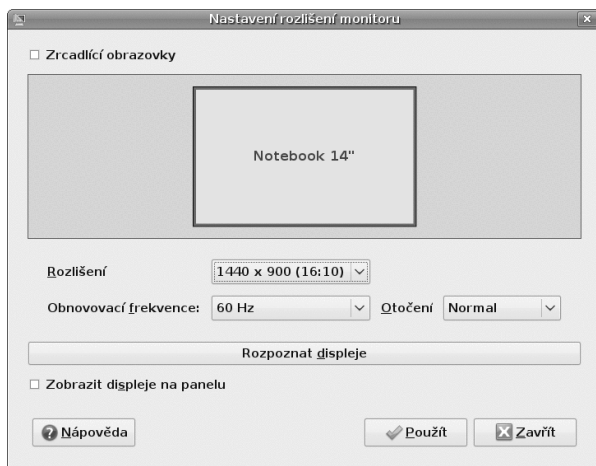 Nastavení rozlišení monitoru
Zrcadlící obrazovky
Notebook 14"
Rozlišení 1440 x 900 (16:10)
Obnovovací frekvence: 60 Hz Otočení Normal
Rozpoznat displeje
Zobrazit displeje na panelu
Nápověda Použít Zavřít